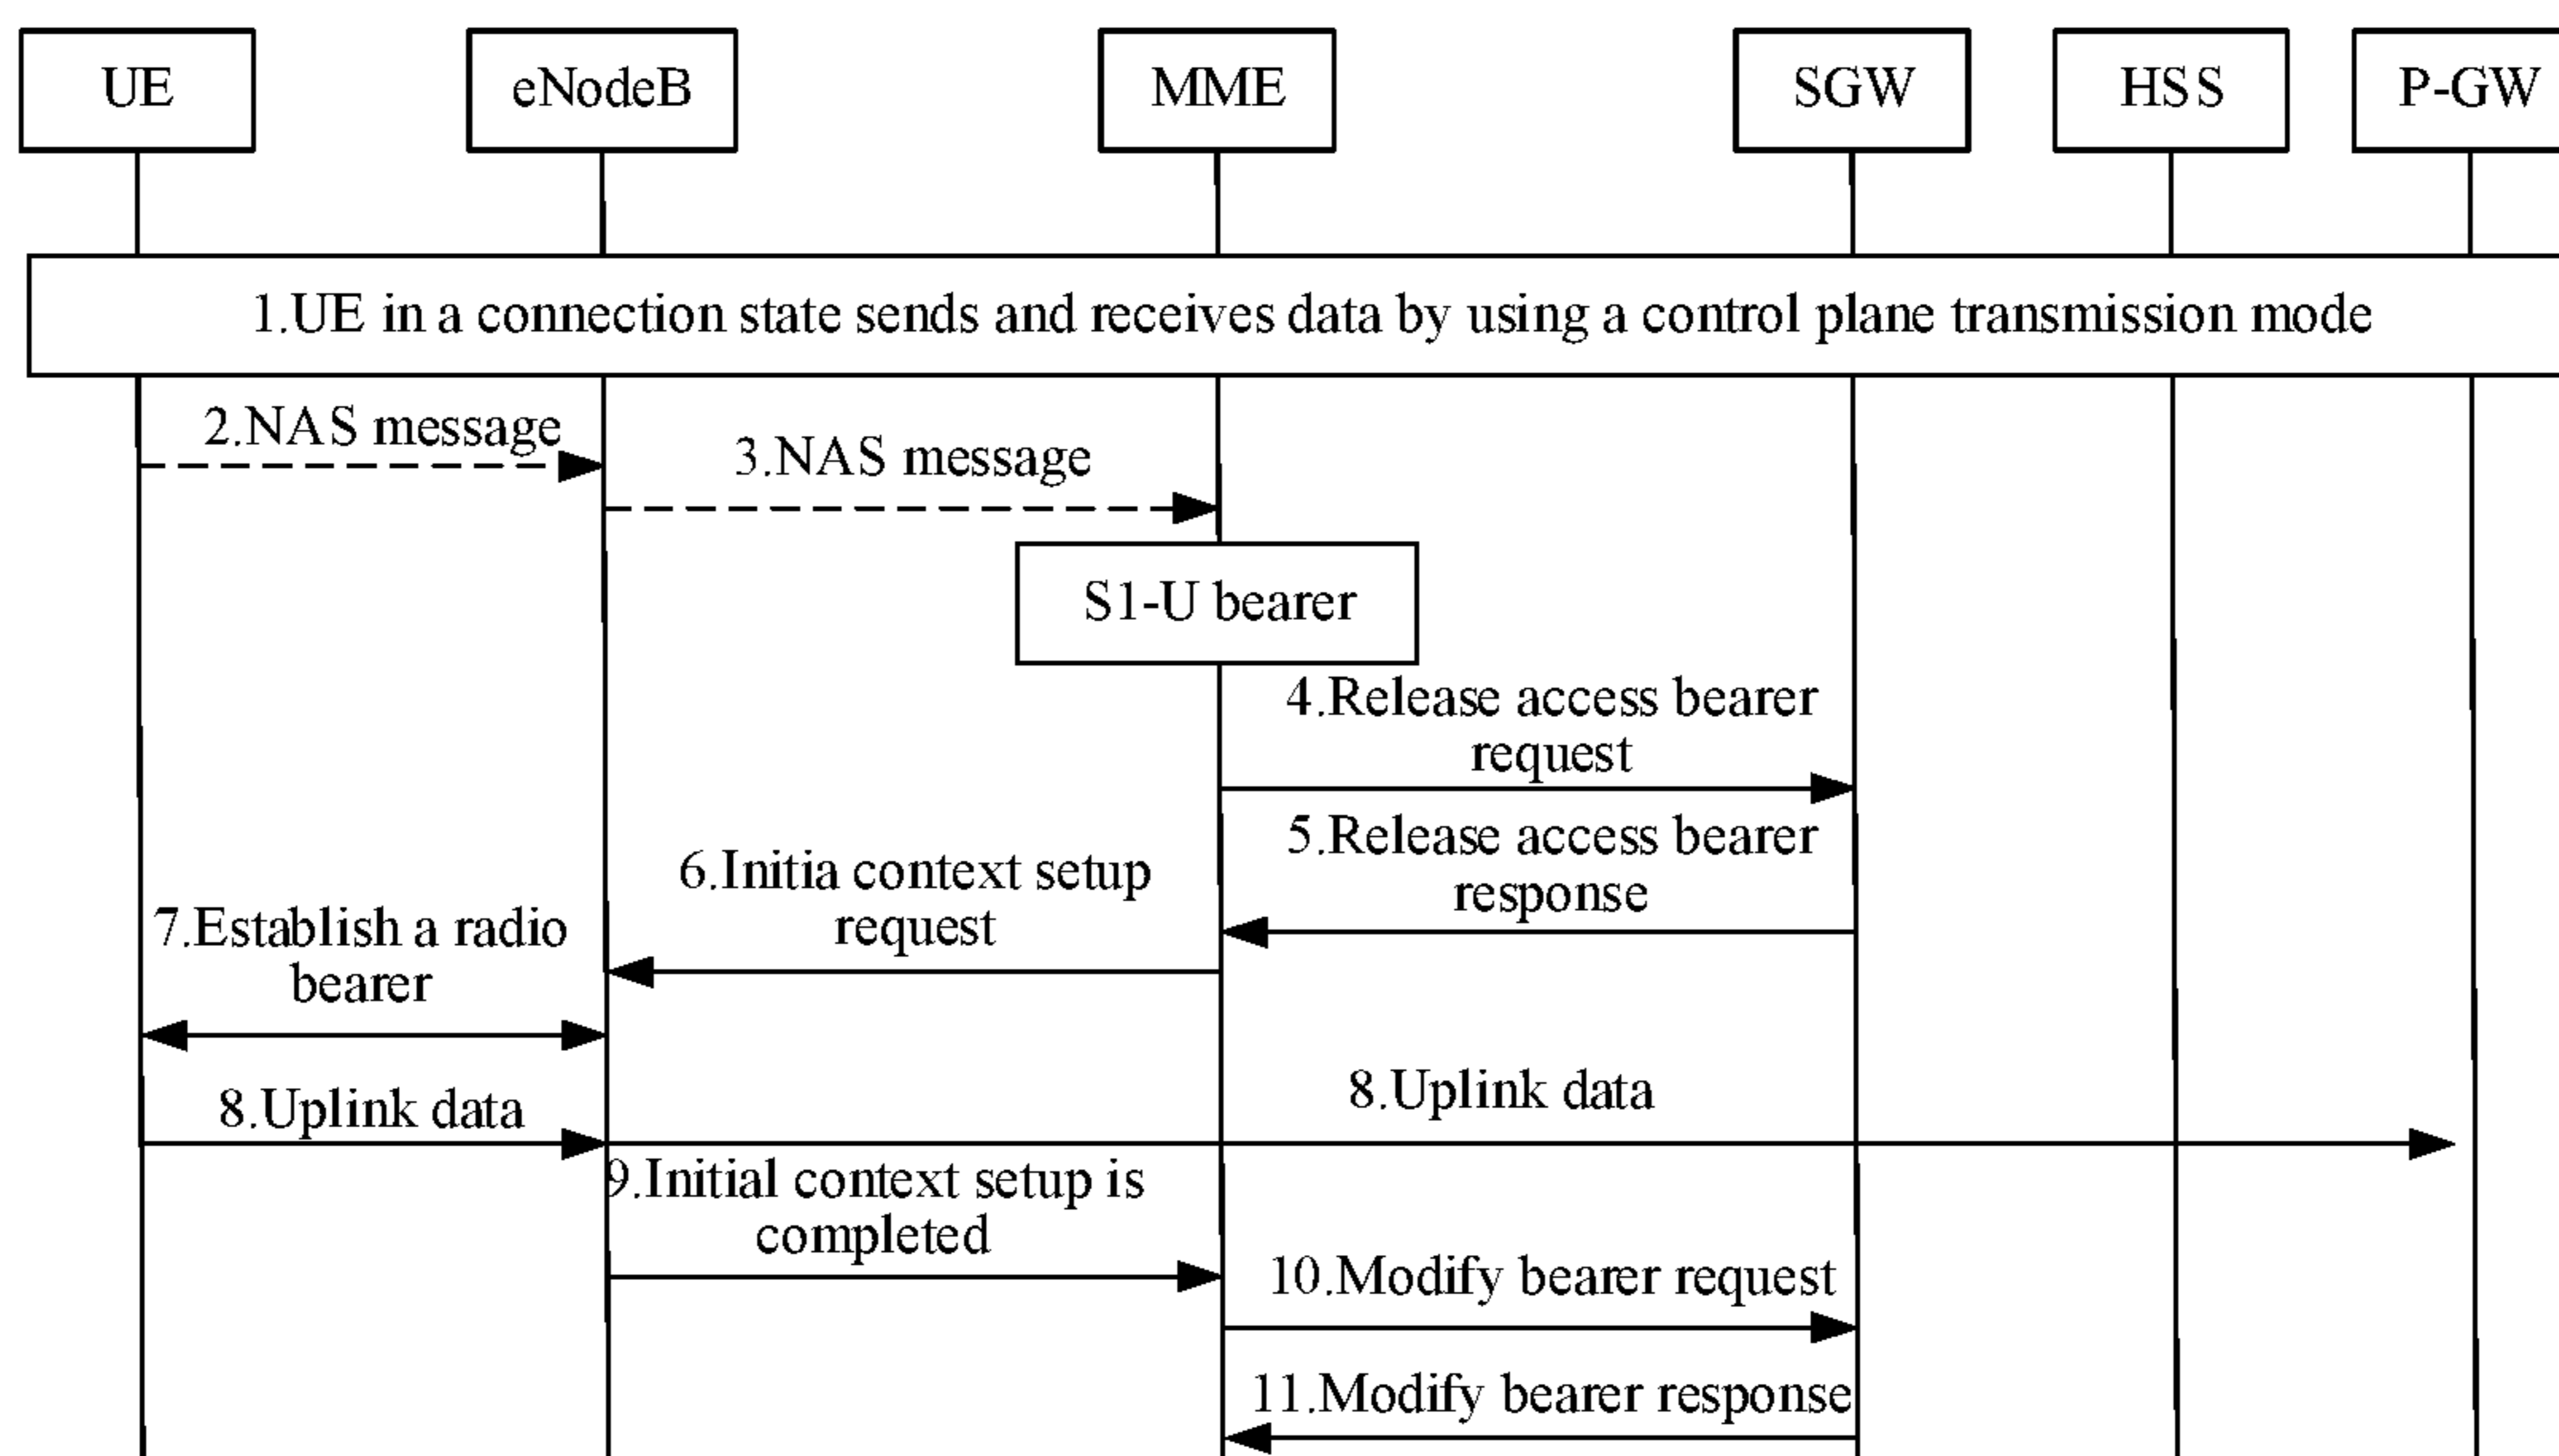 UE
eNodeB
MME
SGW
HSS
P-GW
1.UE in a connection state sends and receives data by using a control plane transmission mode
2.NAS message
3.NAS message
S1-U bearer
4.Release access bearer
request
5.Release access bearer
response
6.Initia context setup
request
7.Establish a radio
bearer
8.Uplink data
8.Uplink data
9.Initial context setup is
completed
10.Modify bearer request
11.Modify bearer response